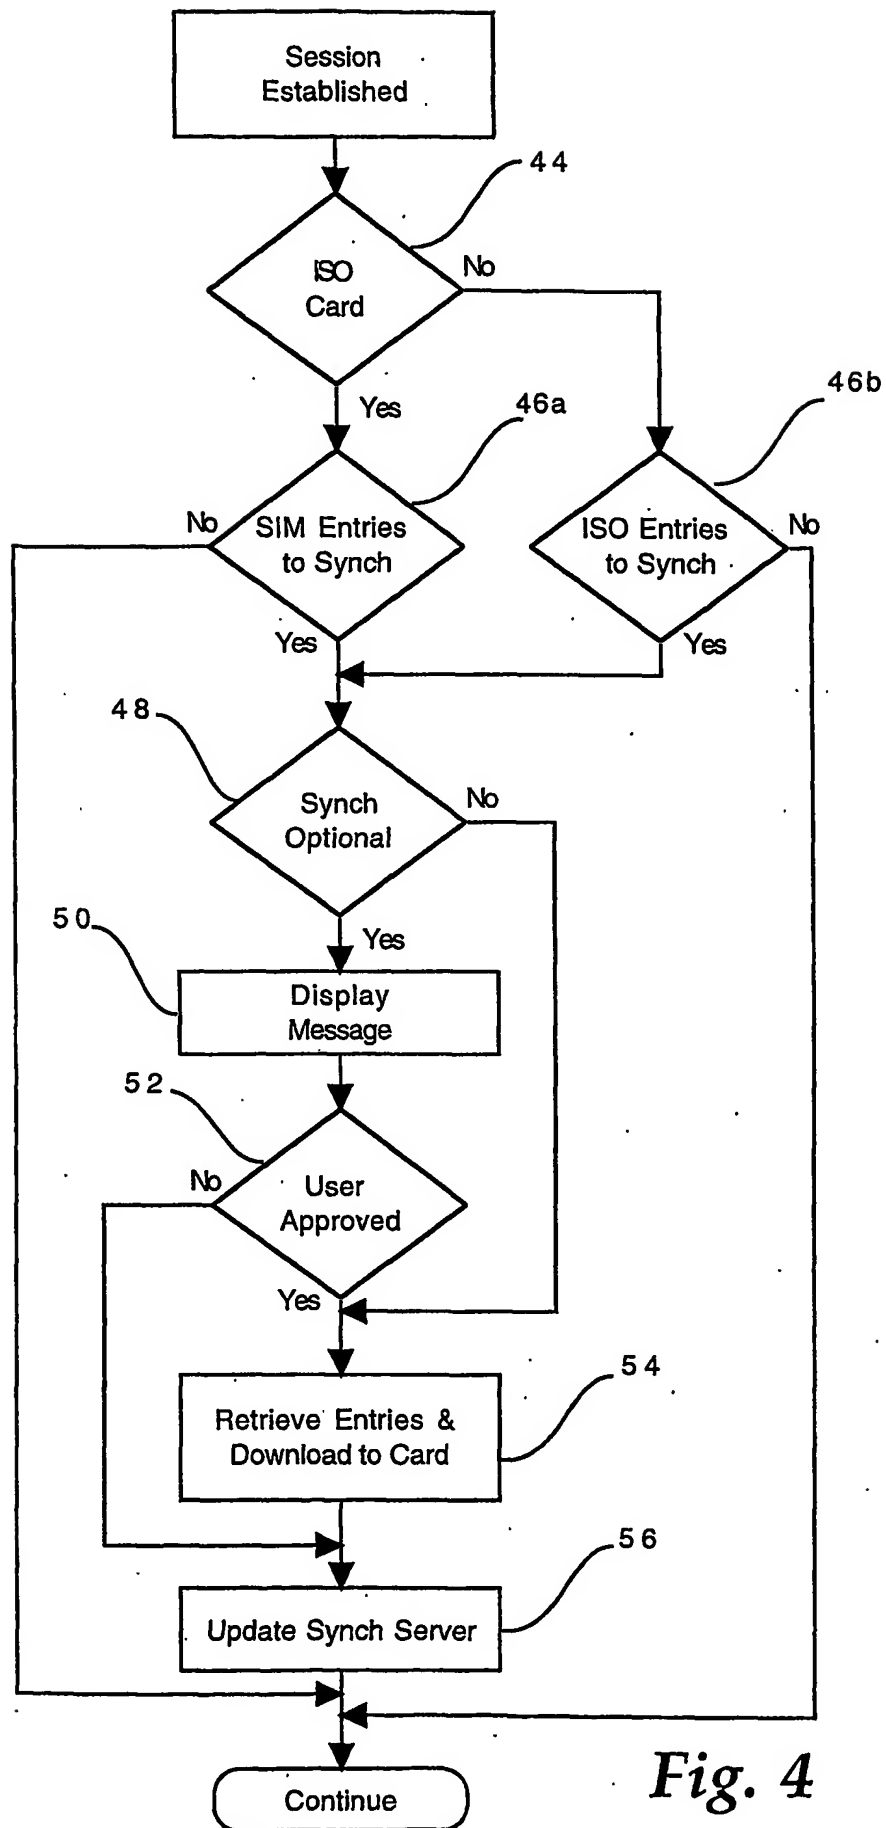 Session
Established
44
ISO
Card
No
Yes
46a
46b
No
SIM Entries
to Synch
ISO Entries
to Synch
No
Yes
Yes
48
Synch
Optional
No
50
Yes
Display
Message
52
No
User
Approved
Yes
54
Retrieve Entries &
Download to Card
56
Update Synch Server
Continue
Fig. 4